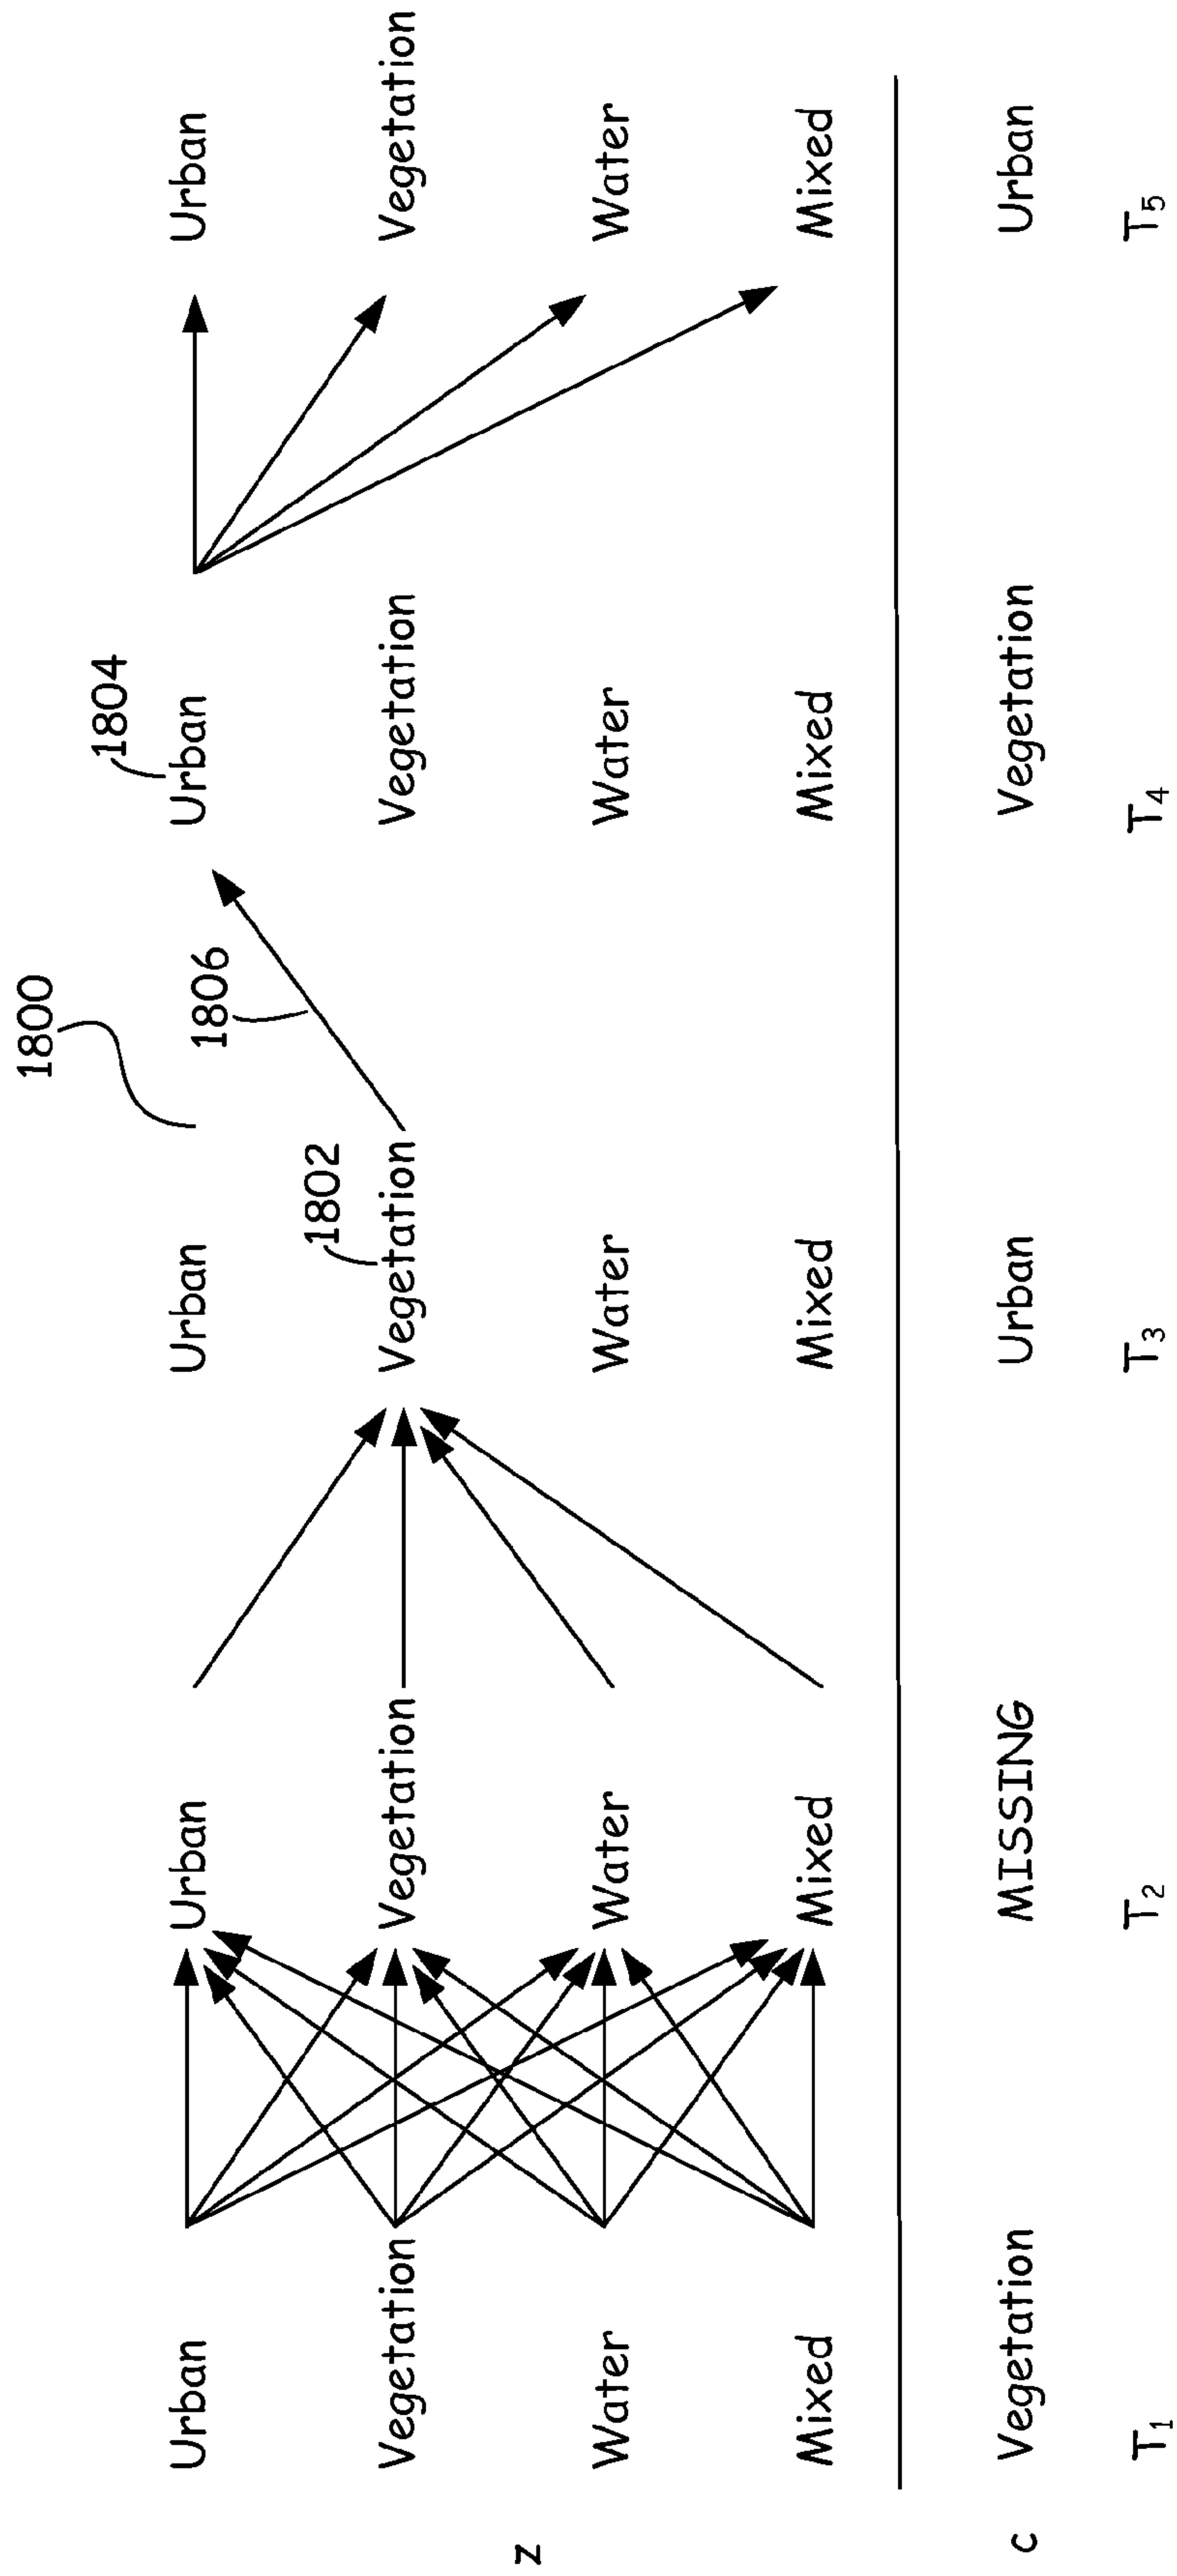 1800
1804
1806
1802
Urban Urban Urban Urban Urban
Vegetation Vegetation Vegetation Vegetation Vegetation
z
Water Water Water Water Water
Mixed Mixed Mixed Mixed Mixed
c Vegetation MISSING Urban Vegetation Urban
T₁ T₂ T₃ T₄ T₅